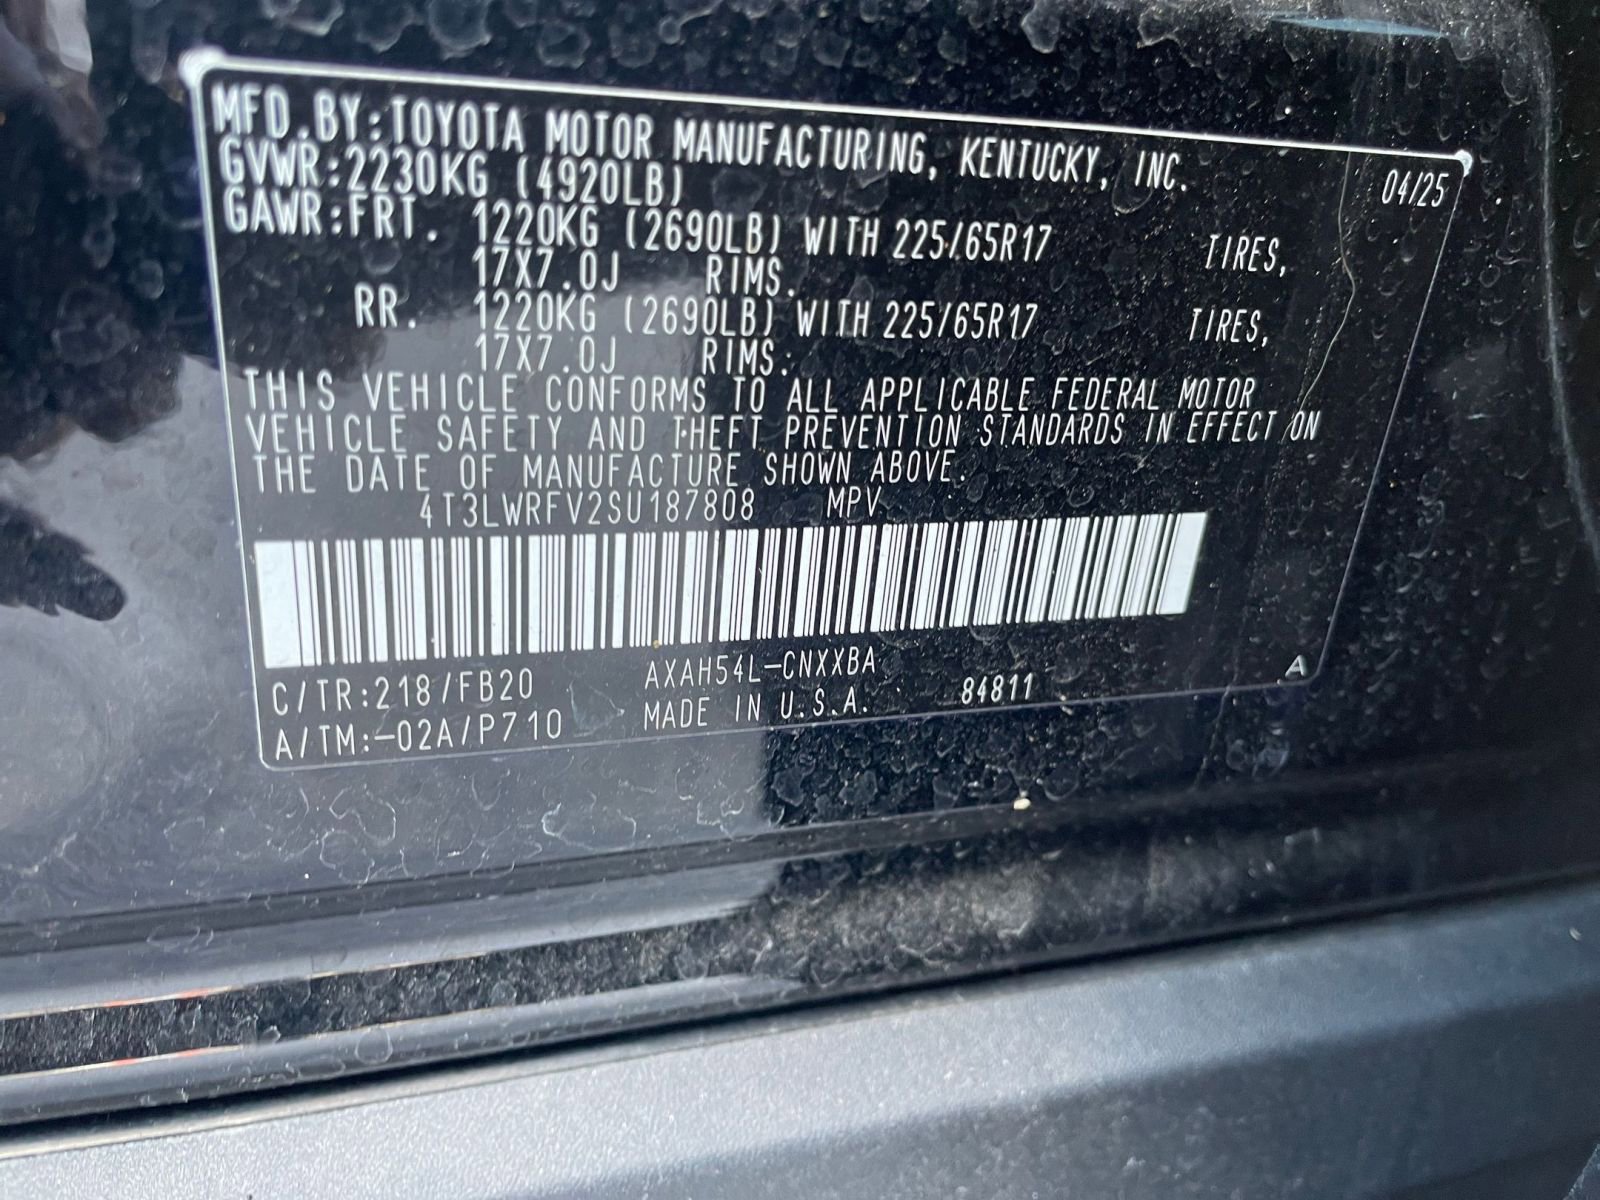 MFD.BY:TOYOTA MOTOR MANUFACTURING, KENTUCKY, INC.
GVWR:2230KG (4920LB) 04/25
GAWR:FRT. 1220KG (2690LB) WITH 225/65R17 TIRES,
17X7.0J RIMS.
RR. 1220KG (2690LB) WITH 225/65R17 TIRES,
17X7.0J RIMS.
THIS VEHICLE CONFORMS TO ALL APPLICABLE FEDERAL MOTOR
VEHICLE SAFETY AND THEFT PREVENTION STANDARDS IN EFFECT ON
THE DATE OF MANUFACTURE SHOWN ABOVE.
4T3LWRFV2SU187808 MPV
C/TR:218/FB20 AXAH54L-CNXXBA A
A/TM:-02A/P710 MADE IN U.S.A. 84811